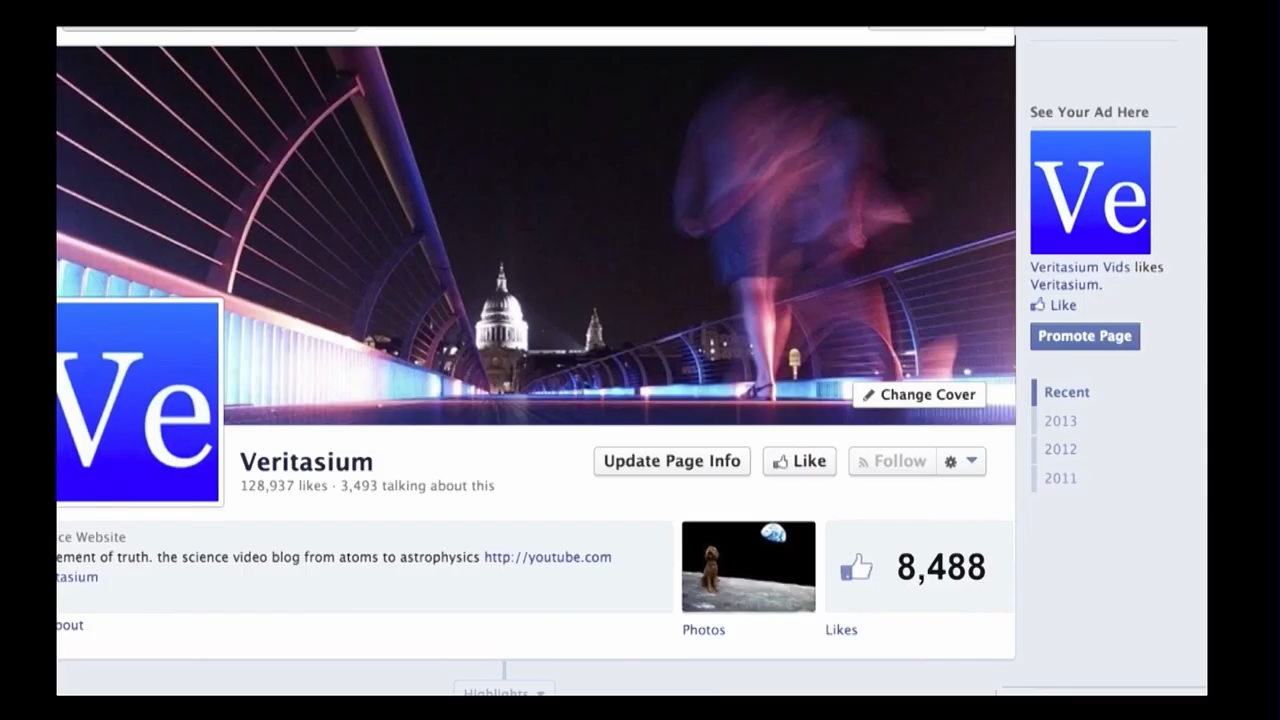 See Your Ad Here
Ve
Veritasium Vids likes
Veritasium.
Like
Promote Page
Recent
2013
2012
2011
Change Cover
Ve
Veritasium
128,937 likes · 3,493 talking about this
Update Page Info
Like
Follow
ce Website
ement of truth. the science video blog from atoms to astrophysics http://youtube.com
tasium
bout
Photos
8,488
Likes
Highlights